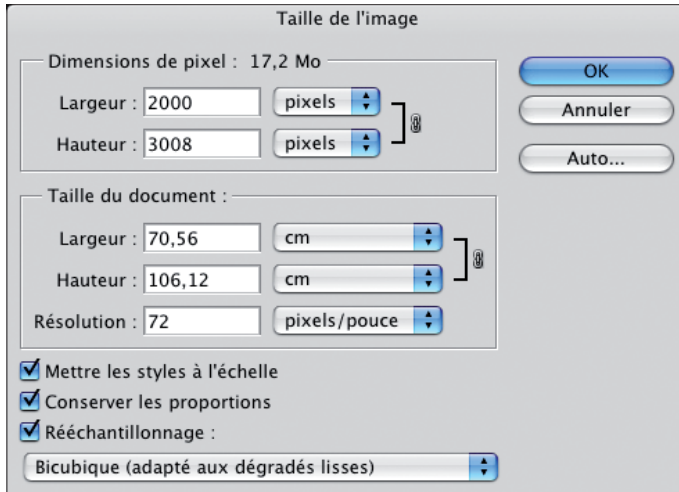 Taille de l'image
Dimensions de pixel : 17,2 Mo
Largeur : 2000 pixels
Hauteur : 3008 pixels
OK
Annuler
Auto...
Taille du document :
Largeur : 70,56 cm
Hauteur : 106,12 cm
Résolution : 72 pixels/pouce
Mettre les styles à l'échelle
Conserver les proportions
Rééchantillonnage :
Bicubique (adapté aux dégradés lisses)